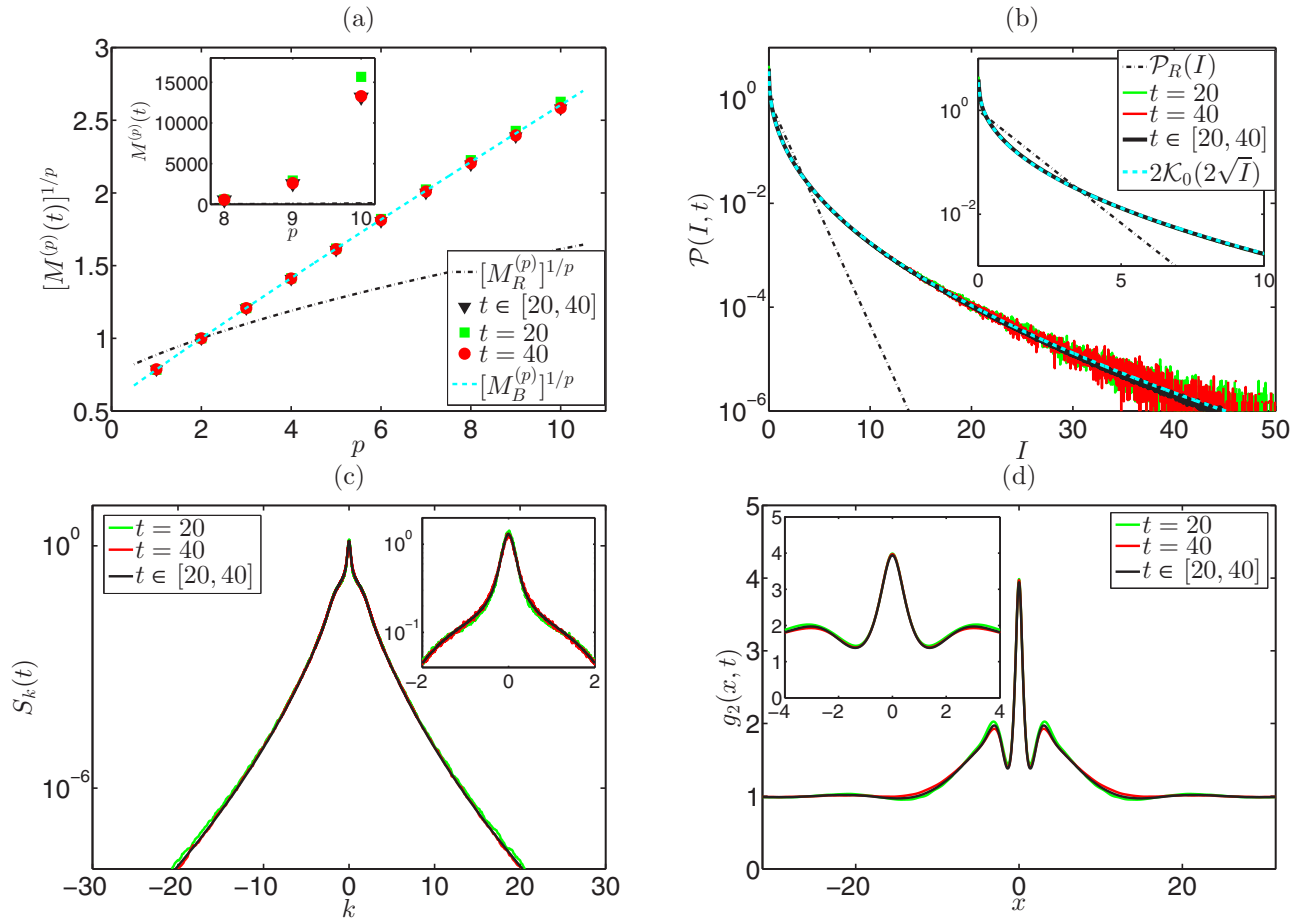 (a)
3
2.5
2
1.5
1
0.5
0 2 4 6 8 10
p
[M^{(p)}(t)]^{1/p}
15000
10000
5000
0
8 9 10
p
M^{(p)}(t)
[M_R^{(p)}]^{1/p}
t ∈ [20, 40]
t = 20
t = 40
[M_B^{(p)}]^{1/p}
(b)
10^0
10^{-2}
10^{-4}
10^{-6}
0 10 20 30 40 50
I
P(I, t)
10^0
10^{-2}
0 5 10
P_R(I)
t = 20
t = 40
t ∈ [20, 40]
2K_0(2√I)
(c)
10^0
10^{-6}
−30 −20 −10 0 10 20 30
k
S_k(t)
t = 20
t = 40
t ∈ [20, 40]
10^0
10^{-1}
−2 0 2
(d)
5
4
3
2
1
0
−20 0 20
x
g_2(x, t)
5
4
3
2
1
0
−4 −2 0 2 4
t = 20
t = 40
t ∈ [20, 40]